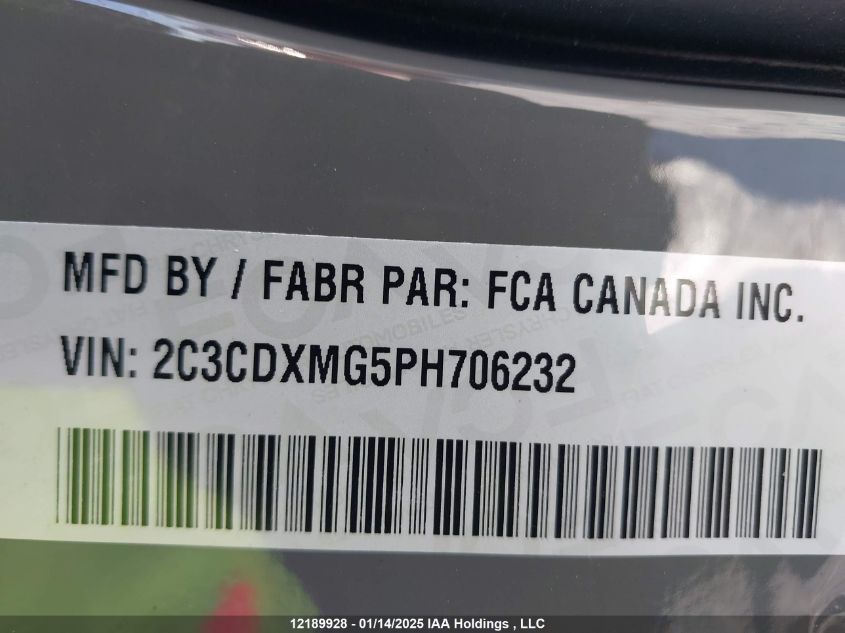 MFD BY / FABR PAR: FCA CANADA INC.
VIN: 2C3CDXMG5PH706232
12189928 - 01/14/2025 IAA Holdings , LLC